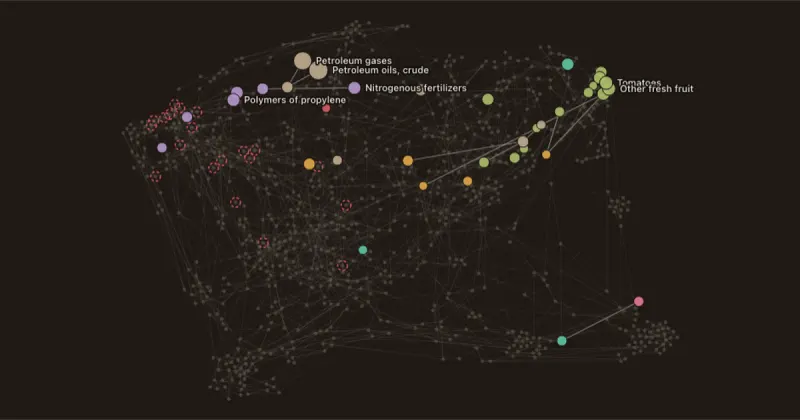 Petroleum gases
Petroleum oils, crude
Tomatoes
Nitrogenous fertilizers
Other fresh fruit
Polymers of propylene